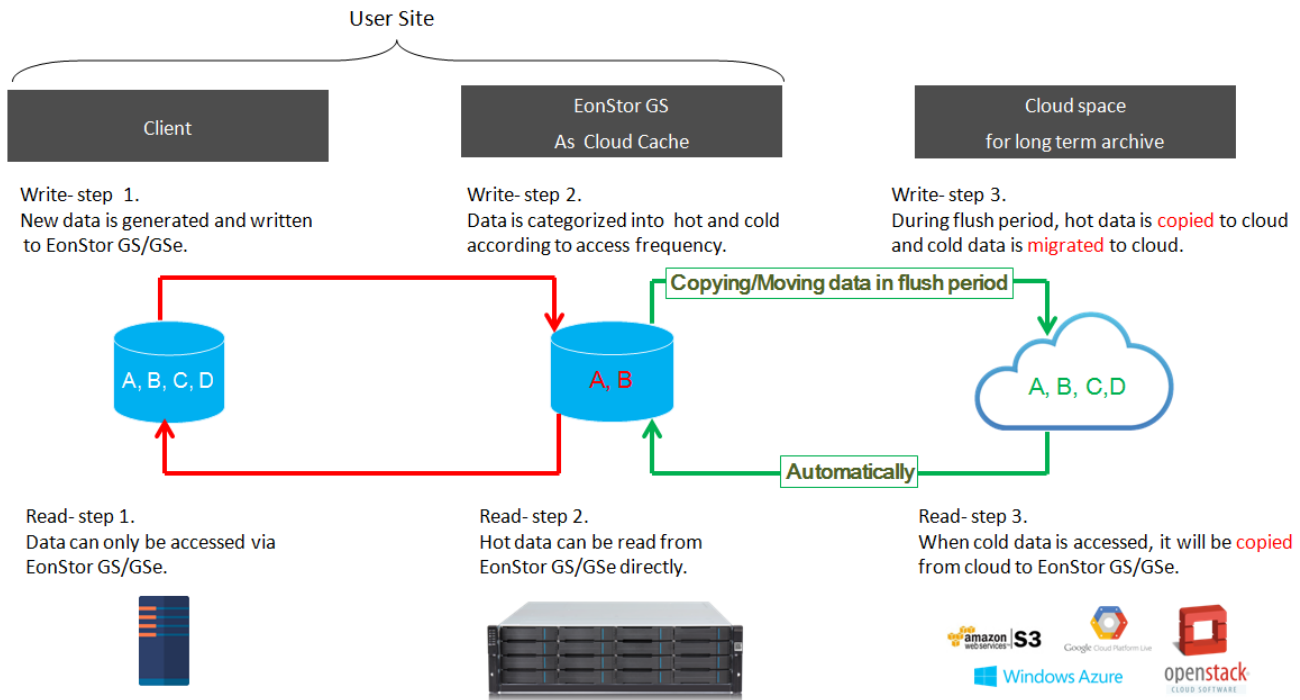 User Site
Client
EonStor GS
As Cloud Cache
Cloud space
for long term archive
Write- step 1.
New data is generated and written
to EonStor GS/GSe.
Write- step 2.
Data is categorized into hot and cold
according to access frequency.
Write- step 3.
During flush period, hot data is copied to cloud
and cold data is migrated to cloud.
Copying/Moving data in flush period
A, B, C, D
A, B
A, B, C,D
Automatically
Read- step 1.
Data can only be accessed via
EonStor GS/GSe.
Read- step 2.
Hot data can be read from
EonStor GS/GSe directly.
Read- step 3.
When cold data is accessed, it will be copied
from cloud to EonStor GS/GSe.
amazon
webservices
S3
Google Cloud Platform Live
Windows Azure
openstack
CLOUD SOFTWARE